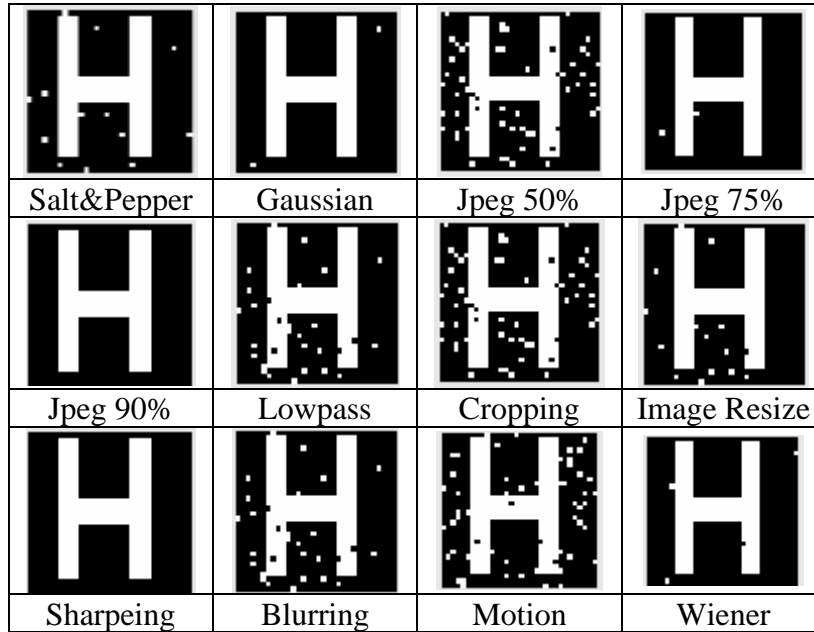 H H H H
Salt&Pepper Gaussian Jpeg 50% Jpeg 75%
H H H H
Jpeg 90% Lowpass Cropping Image Resize
H H H H
Sharpeing Blurring Motion Wiener